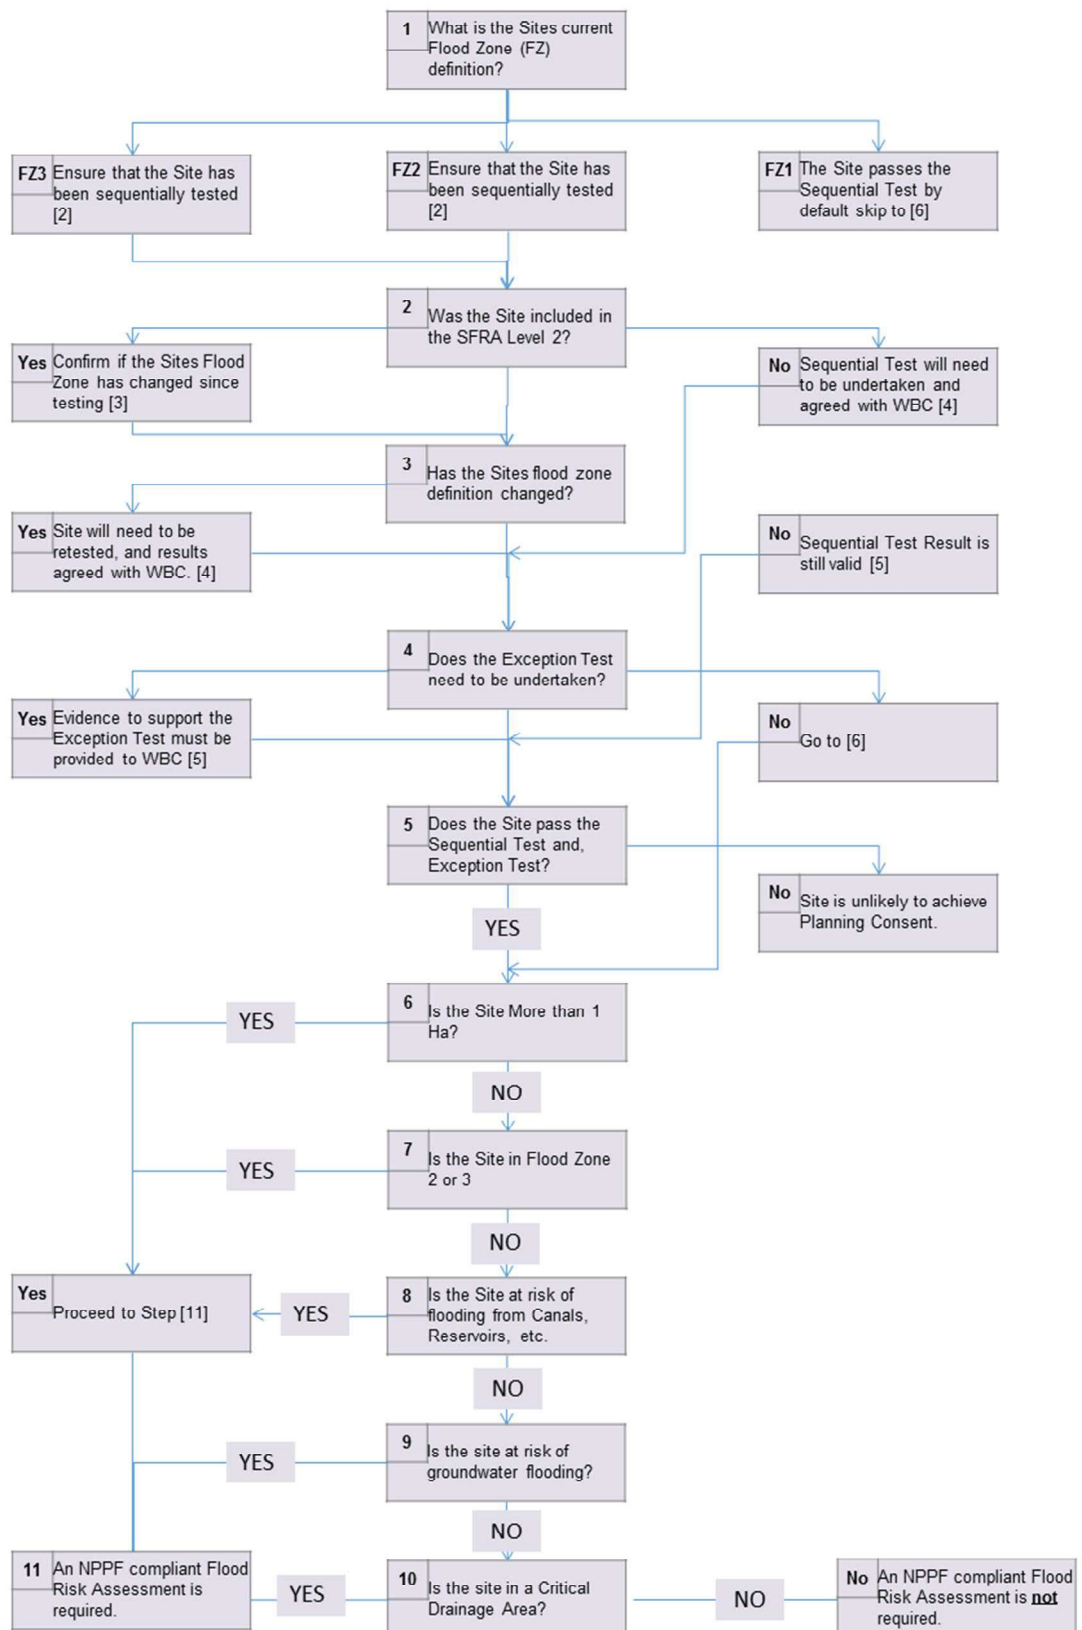 1
What is the Sites current
Flood Zone (FZ)
definition?
FZ3
Ensure that the Site has
been sequentially tested
[2]
FZ2
Ensure that the Site has
been sequentially tested
[2]
FZ1
The Site passes the
Sequential Test by
default skip to [6]
2
Was the Site included in
the SFRA Level 2?
Yes
Confirm if the Sites Flood
Zone has changed since
testing [3]
No
Sequential Test will need
to be undertaken and
agreed with WBC [4]
3
Has the Sites flood zone
definition changed?
Yes
Site will need to be
retested, and results
agreed with WBC. [4]
No
Sequential Test Result is
still valid [5]
4
Does the Exception Test
need to be undertaken?
Yes
Evidence to support the
Exception Test must be
provided to WBC [5]
No
Go to [6]
5
Does the Site pass the
Sequential Test and,
Exception Test?
No
Site is unlikely to achieve
Planning Consent.
YES
6
Is the Site More than 1
Ha?
YES
NO
7
Is the Site in Flood Zone
2 or 3
YES
NO
Yes
Proceed to Step [11]
YES
8
Is the Site at risk of
flooding from Canals,
Reservoirs, etc.
NO
9
Is the site at risk of
groundwater flooding?
YES
NO
11
An NPPF compliant Flood
Risk Assessment is
required.
YES
10
Is the site in a Critical
Drainage Area?
NO
No
An NPPF compliant Flood
Risk Assessment is not
required.